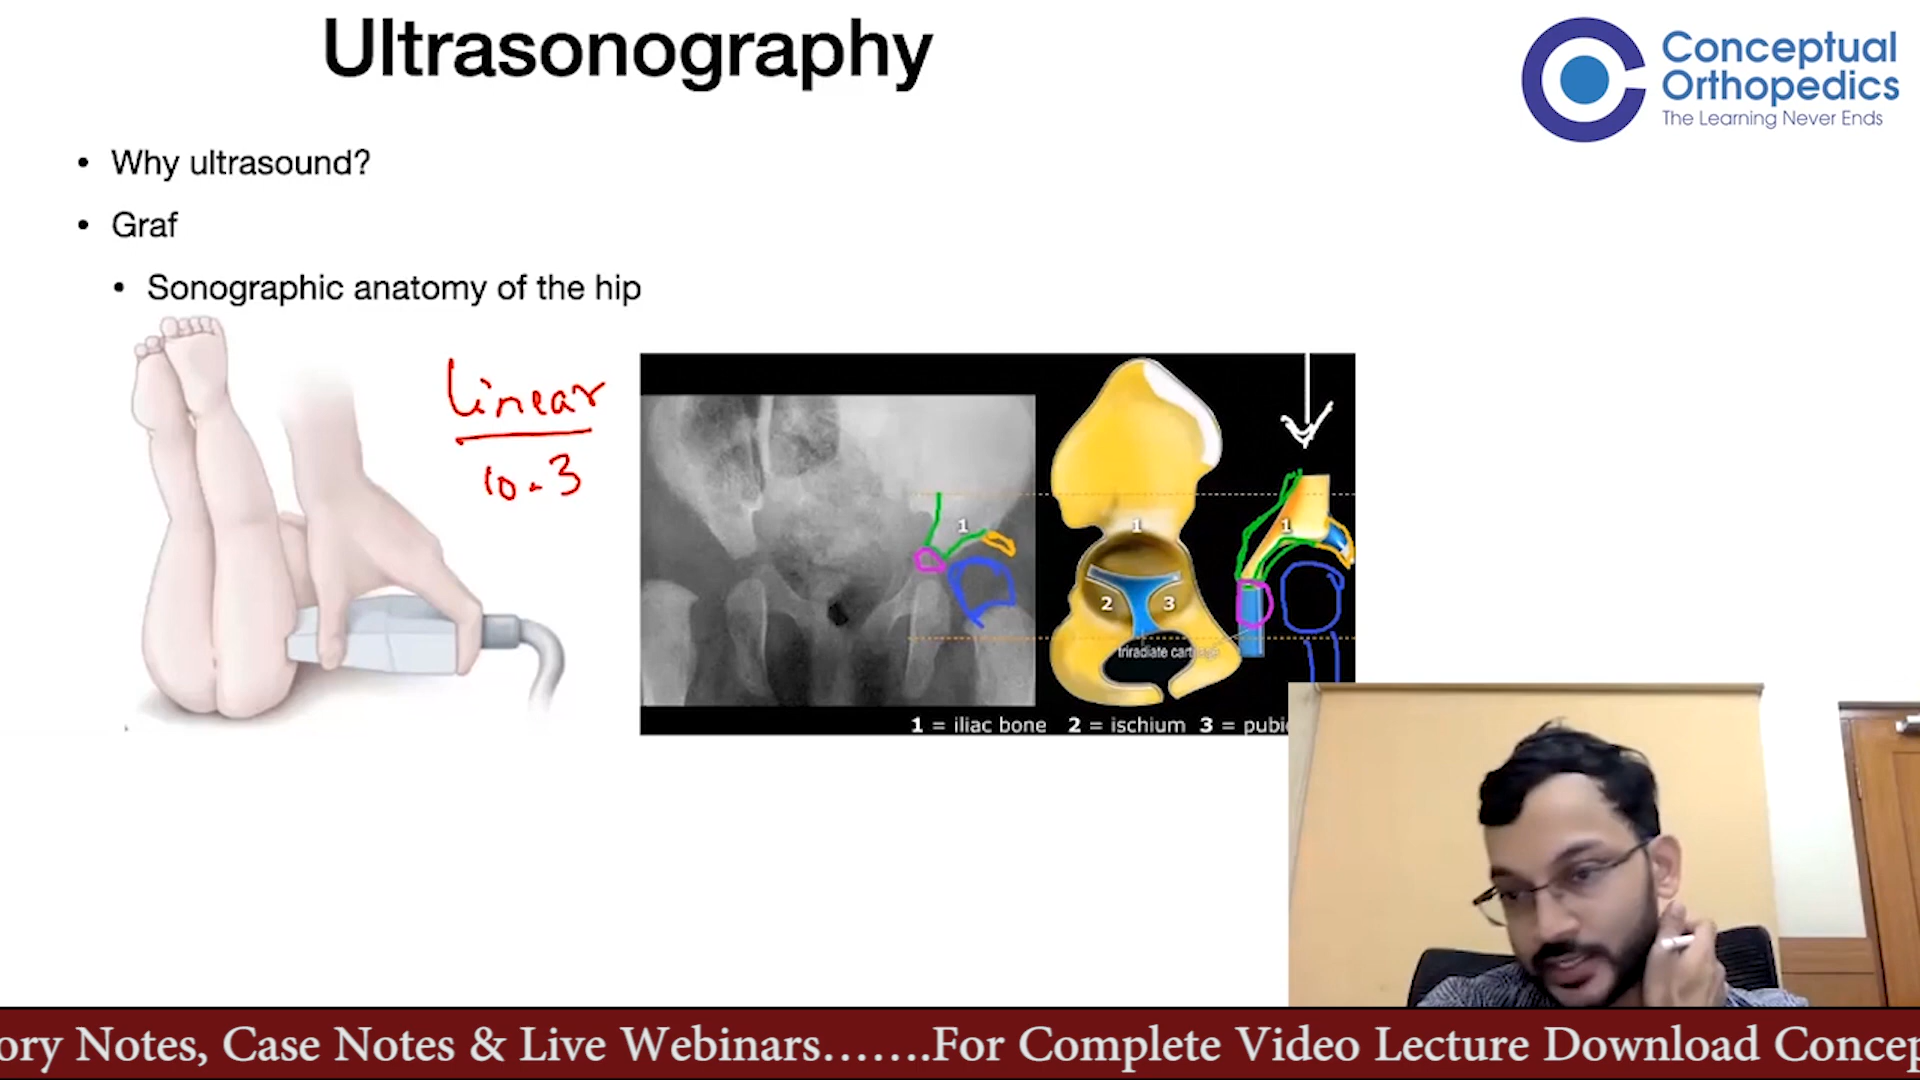 Ultrasonography
Conceptual
Orthopedics
The Learning Never Ends
• Why ultrasound?
• Graf
• Sonographic anatomy of the hip
Linear
10-3
1
1
1
2
3
triradiate
1 = iliac bone 2 = ischium 3 = pubi
ory Notes, Case Notes & Live Webinars.......For Complete Video Lecture Download Concep